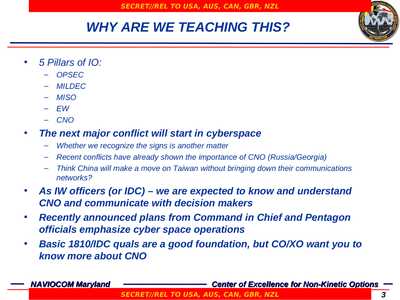 SECRET//REL TO USA, AUS, CAN, GBR, NZL
WHY ARE WE TEACHING THIS?
• 5 Pillars of IO:
– OPSEC
– MILDEC
– MISO
– EW
– CNO
• The next major conflict will start in cyberspace
– Whether we recognize the signs is another matter
– Recent conflicts have already shown the importance of CNO (Russia/Georgia)
– Think China will make a move on Taiwan without bringing down their communications
networks?
• As IW officers (or IDC) – we are expected to know and understand
CNO and communicate with decision makers
• Recently announced plans from Command in Chief and Pentagon
officials emphasize cyber space operations
• Basic 1810/IDC quals are a good foundation, but CO/XO want you to
know more about CNO
NAVIOCOM Maryland
Center of Excellence for Non-Kinetic Options
SECRET//REL TO USA, AUS, CAN, GBR, NZL
3